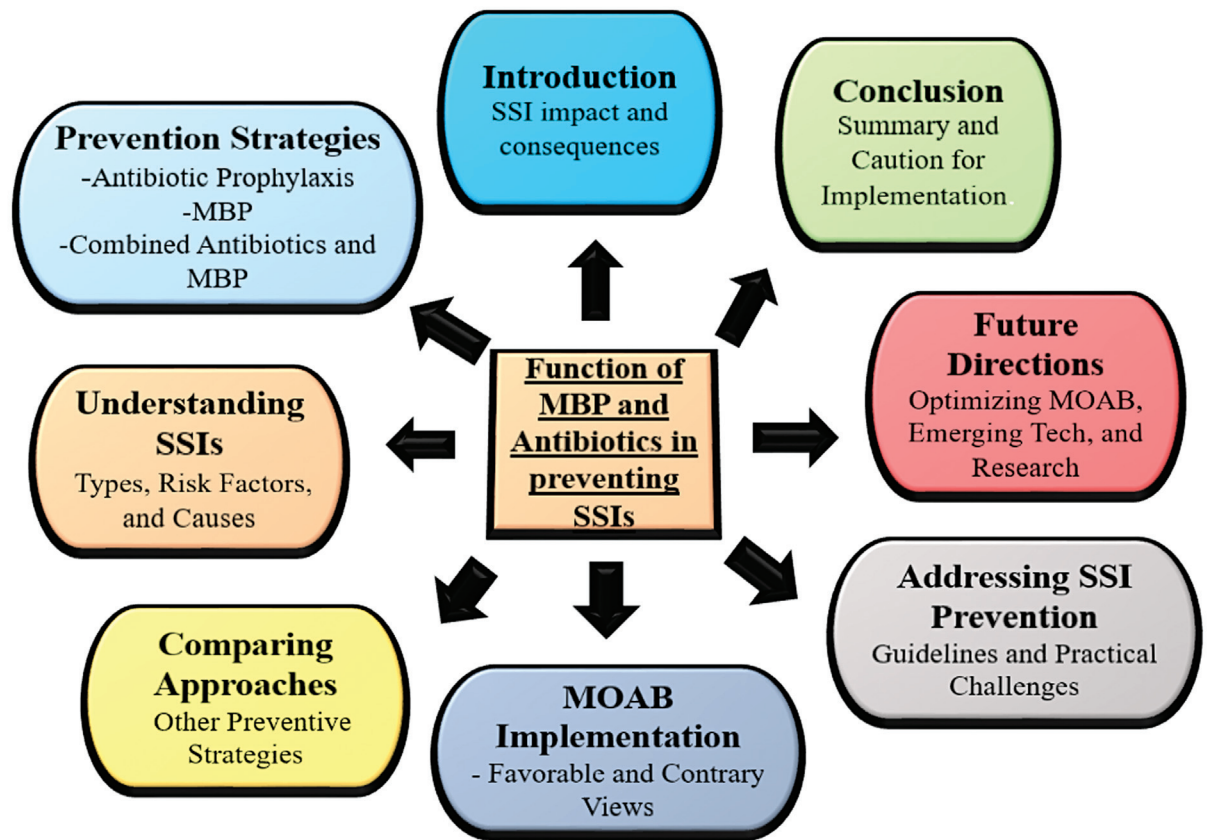 Introduction
SSI impact and
consequences
Conclusion
Summary and
Caution for
Implementation.
Prevention Strategies
-Antibiotic Prophylaxis
-MBP
-Combined Antibiotics and
MBP
Function of
MBP and
Antibiotics in
preventing
SSIs
Future
Directions
Optimizing MOAB,
Emerging Tech, and
Research
Understanding
SSIs
Types, Risk Factors,
and Causes
Addressing SSI
Prevention
Guidelines and Practical
Challenges
Comparing
Approaches
Other Preventive
Strategies
MOAB
Implementation
- Favorable and Contrary
Views